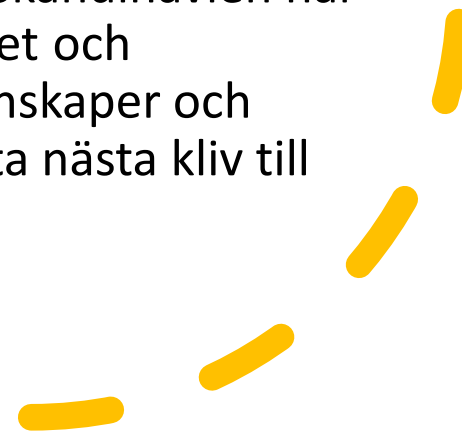 et och
nskaper och
ta nästa kliv till